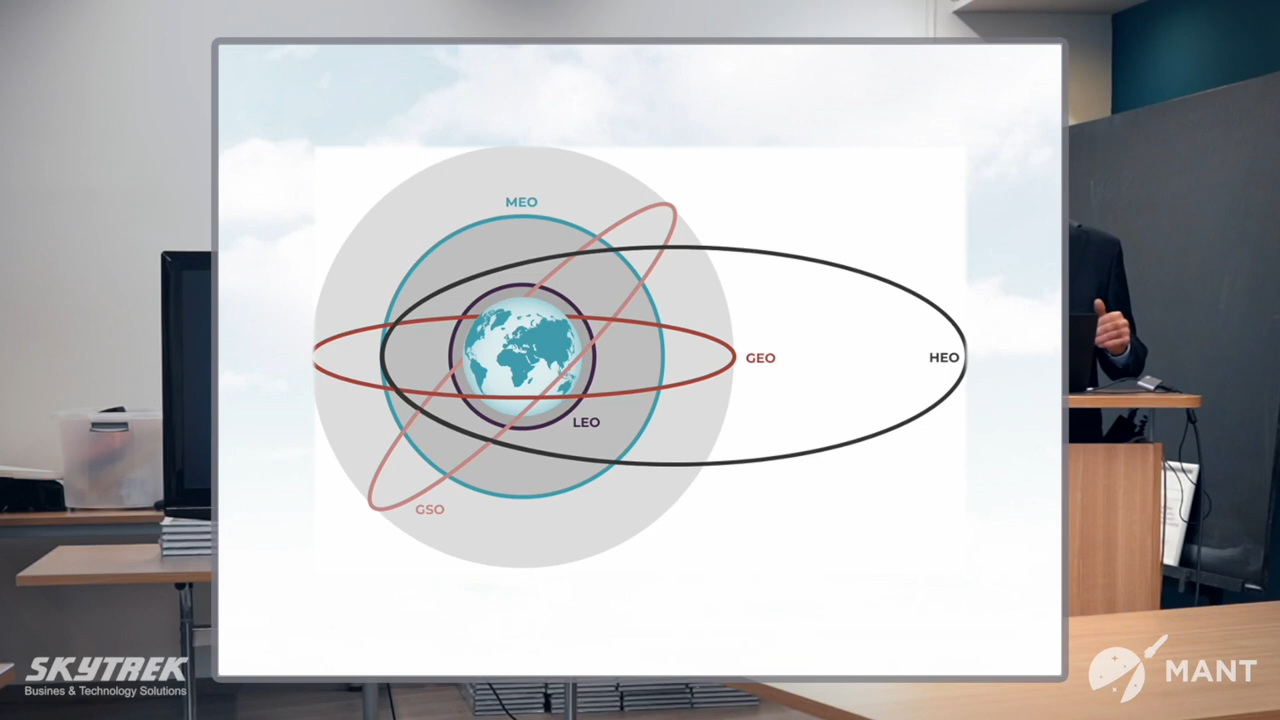 MEO
GEO
HEO
LEO
GSO
SKYTREK
Busines & Technology Solutions
MANT